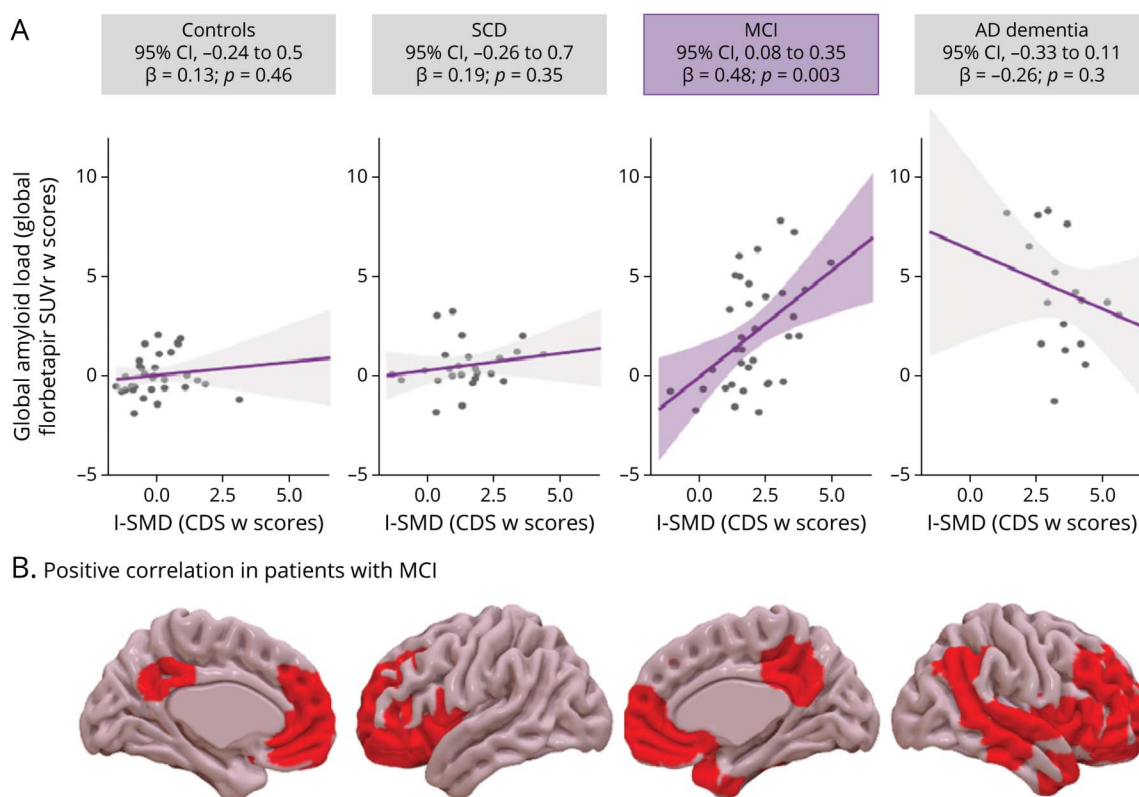 A
Controls
95% CI, –0.24 to 0.5
β = 0.13; p = 0.46
SCD
95% CI, –0.26 to 0.7
β = 0.19; p = 0.35
MCI
95% CI, 0.08 to 0.35
β = 0.48; p = 0.003
AD dementia
95% CI, –0.33 to 0.11
β = –0.26; p = 0.3
Global amyloid load (global
florbetapir SUVr w scores)
10
5
0
–5
0.0 2.5 5.0
I-SMD (CDS w scores)
10
5
0
–5
0.0 2.5 5.0
I-SMD (CDS w scores)
10
5
0
–5
0.0 2.5 5.0
I-SMD (CDS w scores)
10
5
0
–5
0.0 2.5 5.0
I-SMD (CDS w scores)
B. Positive correlation in patients with MCI